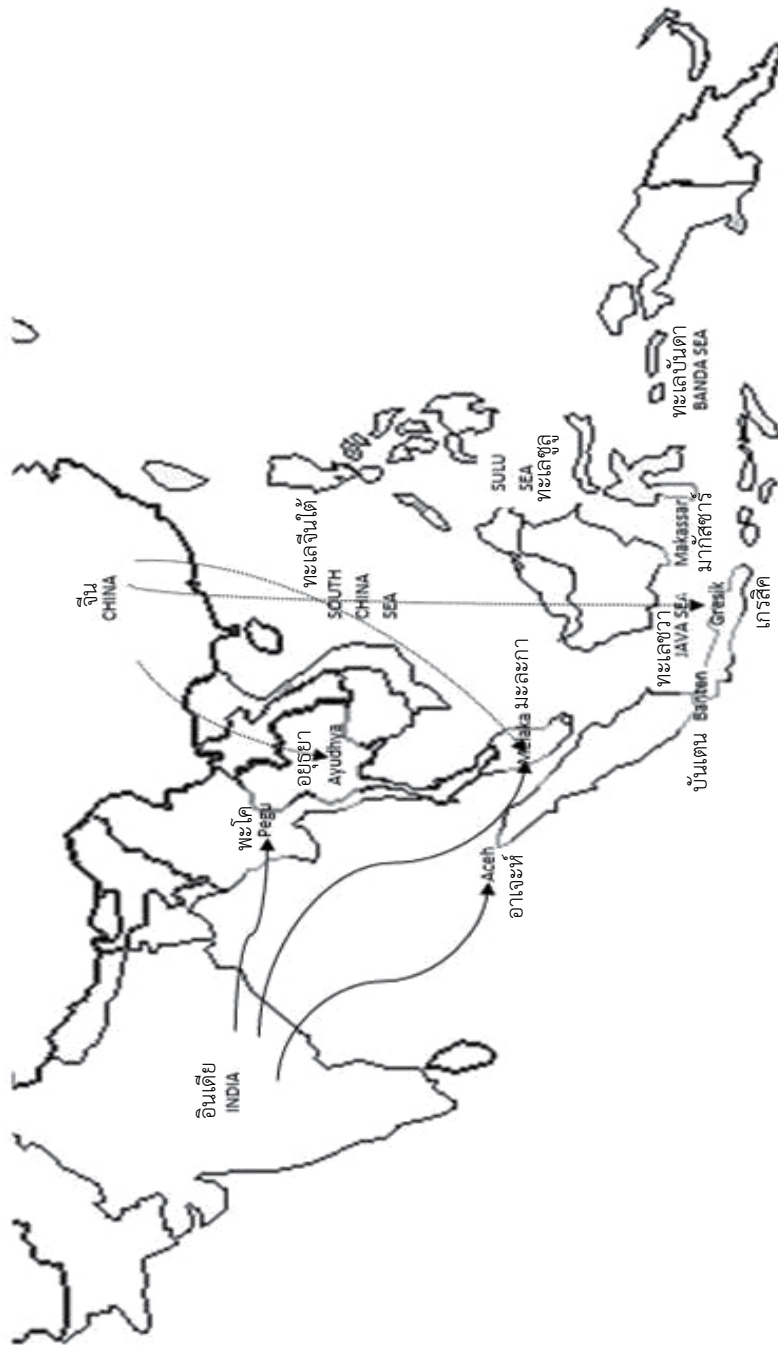 จีน
CHINA
อินเดีย
INDIA
พะโค
Pegu
อยุธยา
Ayudhya
ทะเลจีนใต้
SOUTH
CHINA
SEA
SULU
SEA
ทะเลซูลู
อาเจะห์
Aceh
มะละกา
Melaka
ทะเลชวา
JAVA SEA
ทะเลบันดา
BANDA SEA
บันเตน
Banten
Gresik
เกรสิค
Makassar
มากัสซาร์